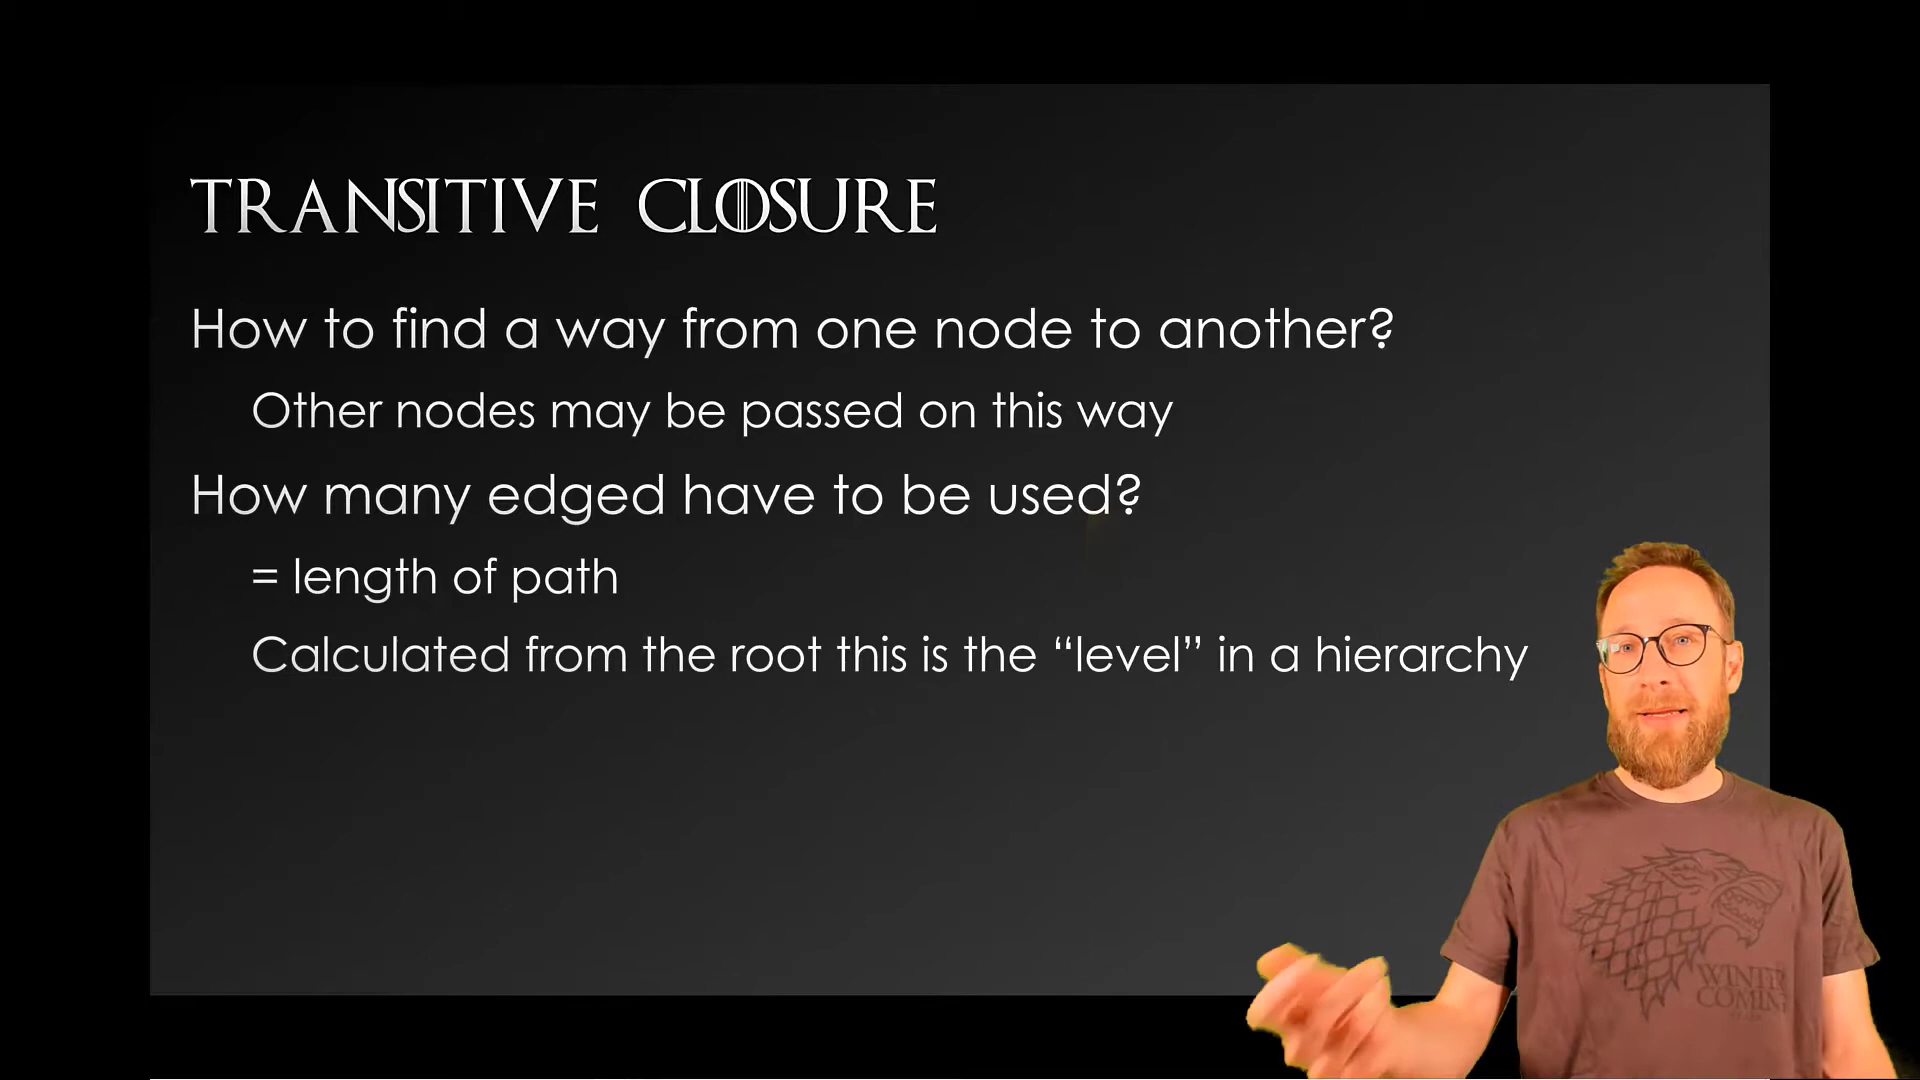 TRANSITIVE CLOSURE
How to find a way from one node to another?
Other nodes may be passed on this way
How many edged have to be used?
= length of path
Calculated from the root this is the “level” in a hierarchy
WINTER
COMING